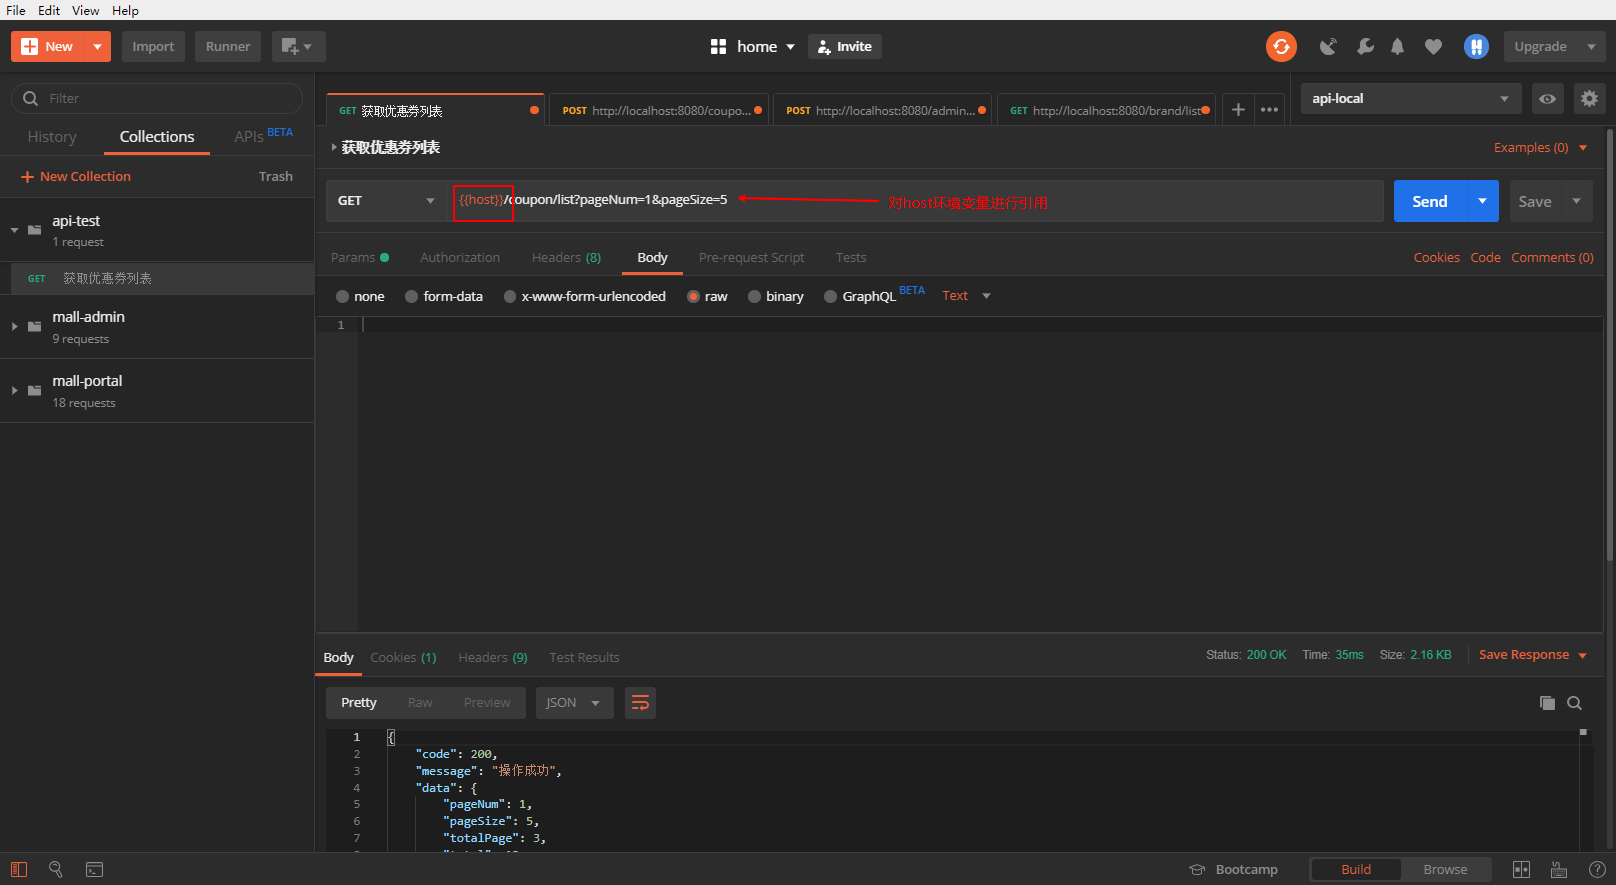 File Edit View Help
New Import Runner home Invite Upgrade
Filter
History Collections APIs BETA
New Collection Trash
api-test
1 request
GET 获取优惠券列表
mall-admin
9 requests
mall-portal
18 requests
GET 获取优惠券列表 POST http://localhost:8080/coupo... POST http://localhost:8080/admin... GET http://localhost:8080/brand/list + ••• api-local
获取优惠券列表 Examples (0)
GET {{host}}/coupon/list?pageNum=1&pageSize=5 对host环境变量进行引用 Send Save
Params Authorization Headers (8) Body Pre-request Script Tests Cookies Code Comments (0)
none form-data x-www-form-urlencoded raw binary GraphQL BETA Text
1
Body Cookies (1) Headers (9) Test Results Status: 200 OK Time: 35ms Size: 2.16 KB Save Response
Pretty Raw Preview JSON
1 {
2 "code": 200,
3 "message": "操作成功",
4 "data": {
5 "pageNum": 1,
6 "pageSize": 5,
7 "totalPage": 3,
Bootcamp Build Browse